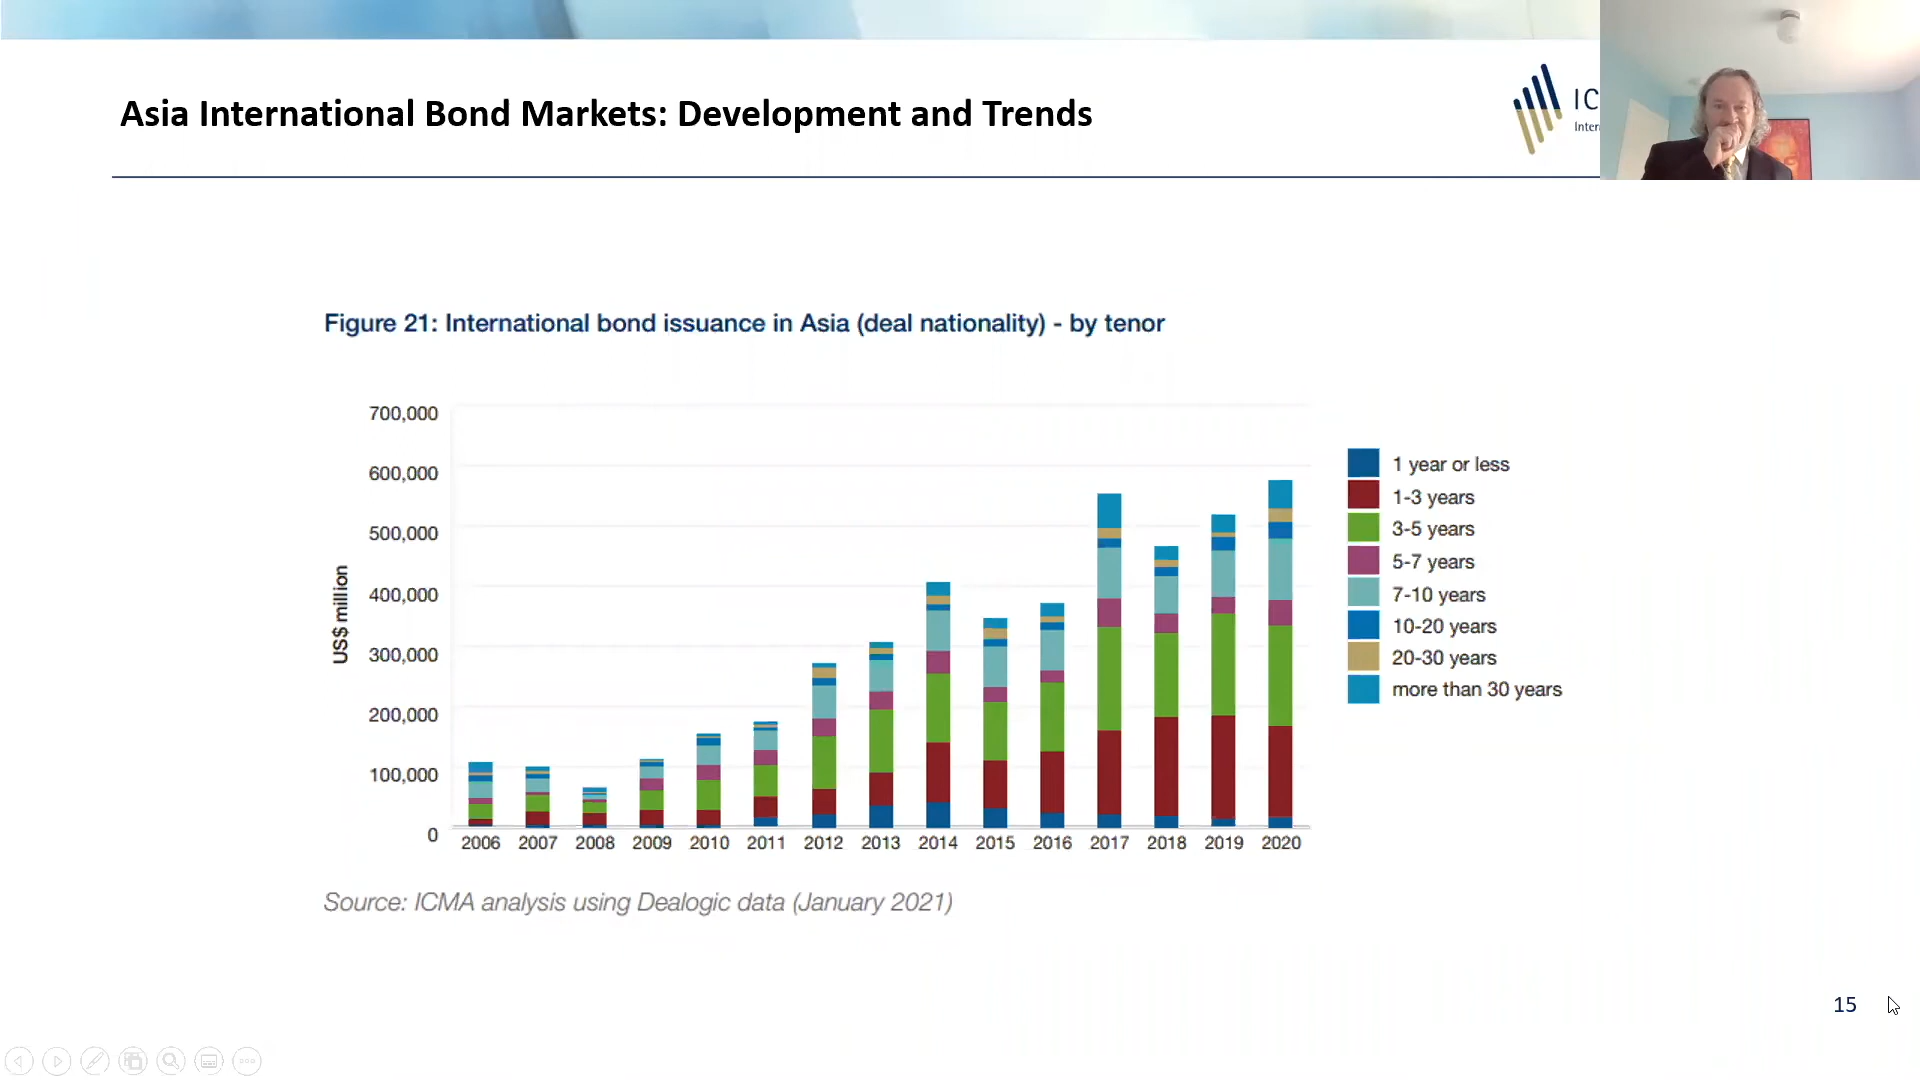 Asia International Bond Markets: Development and Trends
IC
Inter
Figure 21: International bond issuance in Asia (deal nationality) - by tenor
US$ million
700,000
600,000
500,000
400,000
300,000
200,000
100,000
0
2006 2007 2008 2009 2010 2011 2012 2013 2014 2015 2016 2017 2018 2019 2020
1 year or less
1-3 years
3-5 years
5-7 years
7-10 years
10-20 years
20-30 years
more than 30 years
Source: ICMA analysis using Dealogic data (January 2021)
15